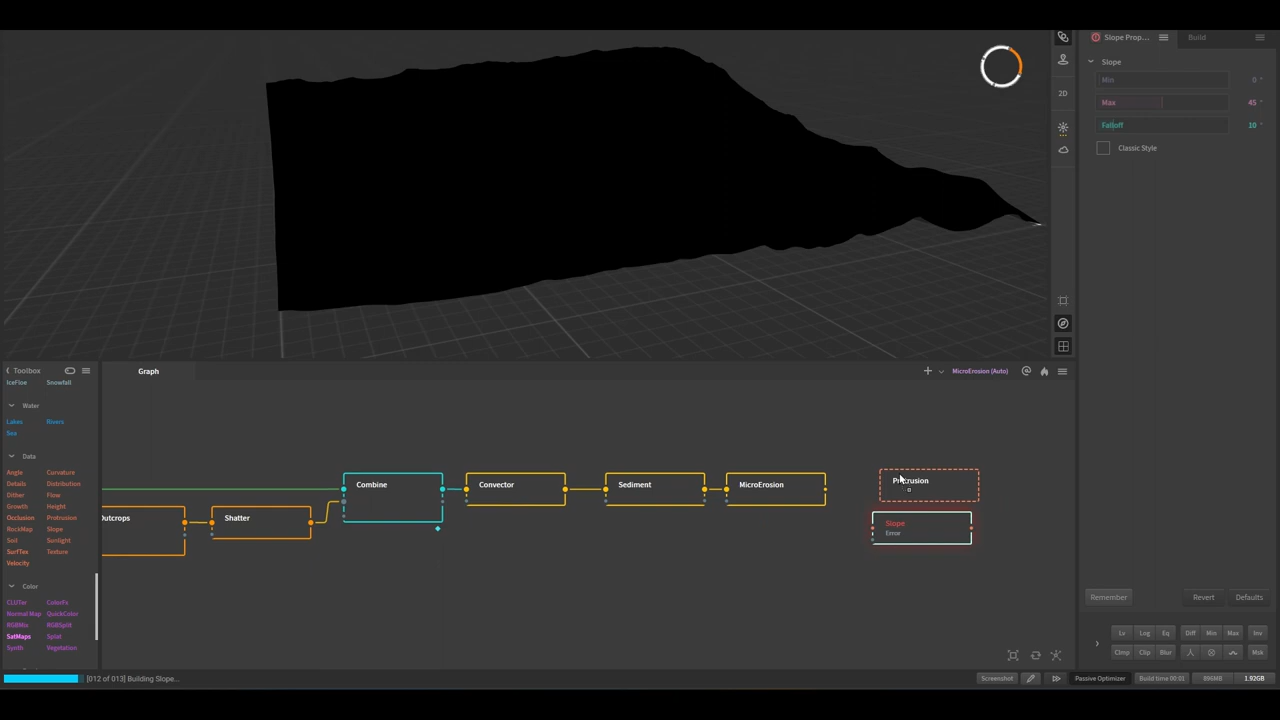 Slope Prop...
Build
Slope
Min 0 °
Max 45 °
Falloff 10 °
Classic Style
2D
Toolbox
Graph
MicroErosion (Auto)
IceFloe Snowfall
Water
Lakes Rivers
Sea
Data
Angle Curvature
Details Distribution
Dither Flow
Growth Height
Occlusion Protrusion
RockMap Slope
Soil Sunlight
SurfTex Texture
Velocity
Color
CLUTer ColorFx
Normal Map QuickColor
RGBMix RGBSplit
SatMaps Splat
Synth Vegetation
Outcrops
Shatter
Combine
Convector
Sediment
MicroErosion
Protrusion
Slope
Error
Remember
Revert
Defaults
Lv Log Eq Diff Min Max Inv
Clmp Clip Blur Msk
[012 of 013] Building Slope...
Screenshot
Passive Optimizer
Build time 00:01
896MB
1.92GB